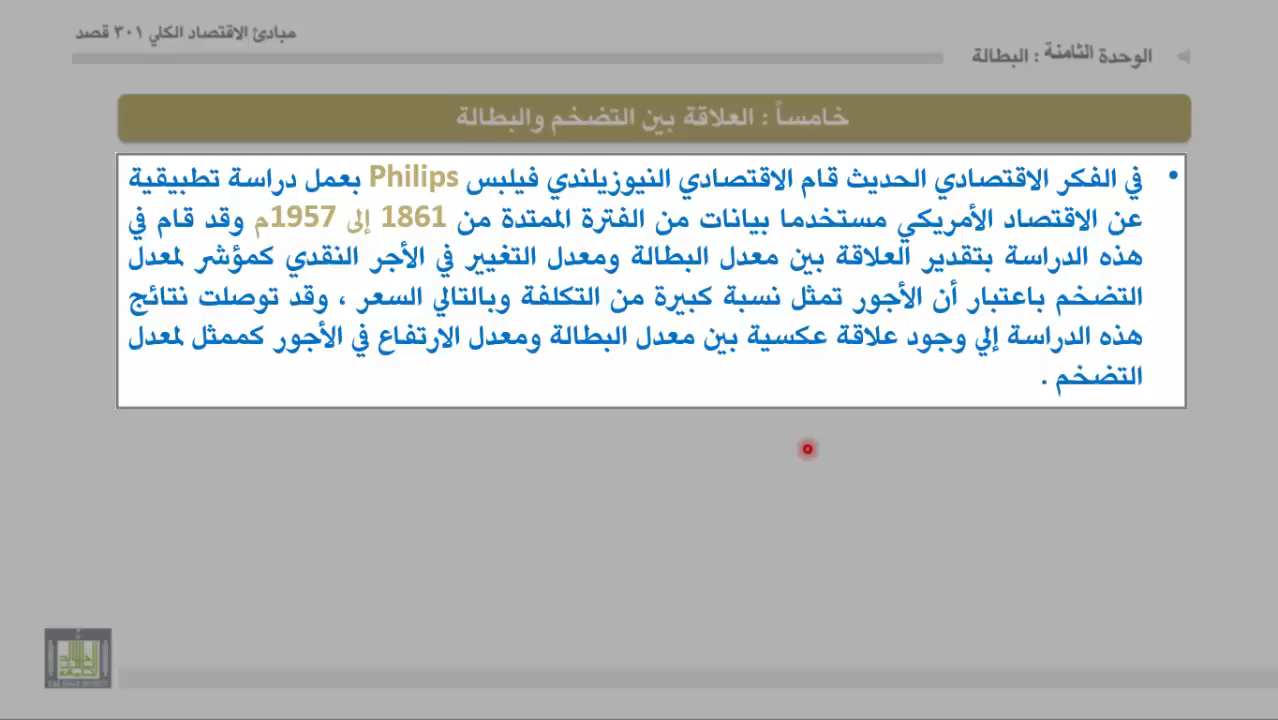 مبادئ الاقتصاد الكلي ٣٠١ قصد
الوحدة الثامنة : البطالة
خامساً : العلاقة بين التضخم والبطالة
• في الفكر الاقتصادي الحديث قام الاقتصادي النيوزيلندي فيلبس Philips بعمل دراسة تطبيقية
عن الاقتصاد الأمريكي مستخدما بيانات من الفترة الممتدة من 1861 إلى 1957م وقد قام في
هذه الدراسة بتقدير العلاقة بين معدل البطالة ومعدل التغيير في الأجر النقدي كمؤشر لمعدل
التضخم باعتبار أن الأجور تمثل نسبة كبيرة من التكلفة وبالتالي السعر ، وقد توصلت نتائج
هذه الدراسة إلي وجود علاقة عكسية بين معدل البطالة ومعدل الارتفاع في الأجور كممثل لمعدل
التضخم .